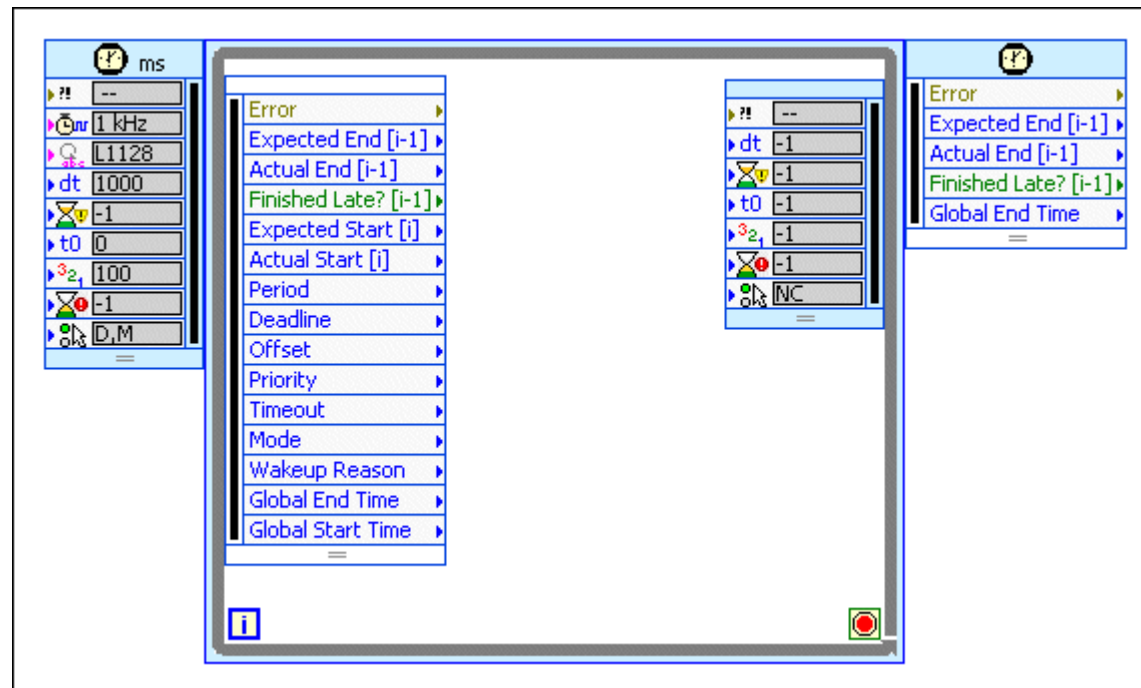 ms
?! --
1 kHz
abc L1128
dt 1000
-1
t0 0
321 100
-1
D,M
Error
Expected End [i-1]
Actual End [i-1]
Finished Late? [i-1]
Expected Start [i]
Actual Start [i]
Period
Deadline
Offset
Priority
Timeout
Mode
Wakeup Reason
Global End Time
Global Start Time
i
?! --
dt -1
-1
t0 -1
321 -1
-1
NC
Error
Expected End [i-1]
Actual End [i-1]
Finished Late? [i-1]
Global End Time